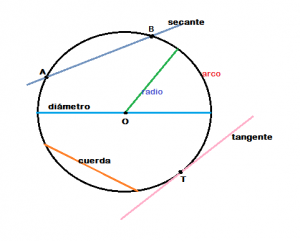 secante
B
A
arco
radio
diámetro
O
tangente
cuerda
T